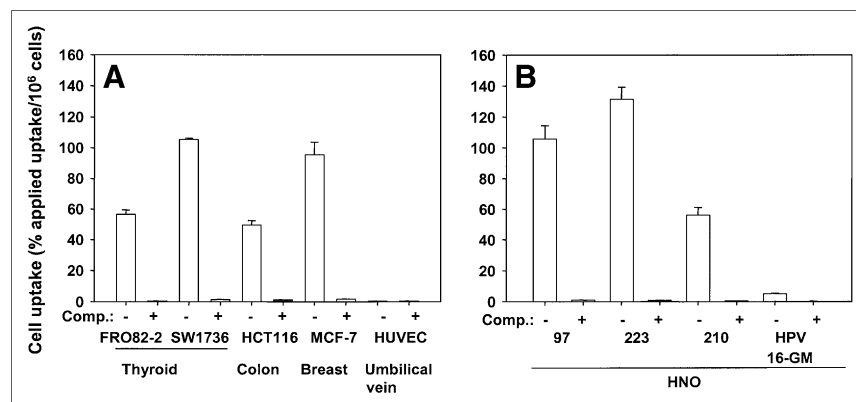 Cell uptake (% applied uptake/10⁶ cells)
A
160
140
120
100
80
60
40
20
0
Comp.: - + - + - + - + - +
FRO82-2 SW1736 HCT116 MCF-7 HUVEC
Thyroid Colon Breast Umbilical
vein
B
160
140
120
100
80
60
40
20
0
Comp.: - + - + - + - +
97 223 210 HPV
16-GM
HNO